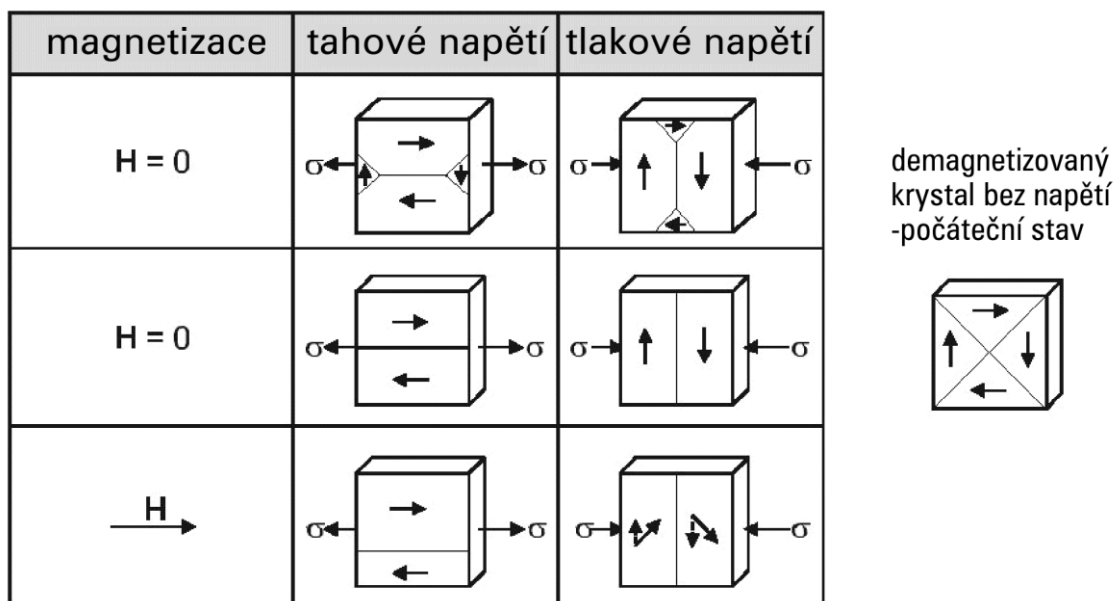 magnetizace tahové napětí tlakové napětí
H = 0 σ σ σ σ
demagnetizovaný
krystal bez napětí
-počáteční stav
H = 0 σ σ σ σ
H σ σ σ σ